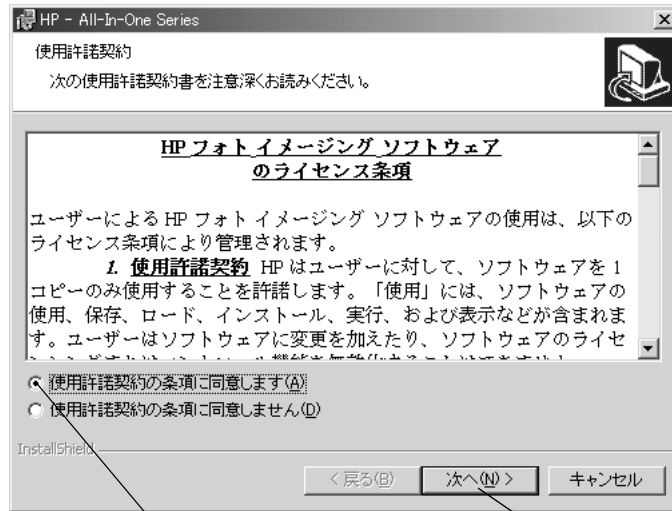 HP - All-In-One Series
使用許諾契約
次の使用許諾契約書を注意深くお読みください。
HP フォト イメージング ソフトウェア
のライセンス条項
ユーザーによる HP フォト イメージング ソフトウェアの使用は、以下の
ライセンス条項により管理されます。
1. 使用許諾契約 HP はユーザーに対して、ソフトウェアを 1
コピーのみ使用することを許諾します。「使用」には、ソフトウェアの
使用、保存、ロード、インストール、実行、および表示などが含まれま
す。ユーザーはソフトウェアに変更を加えたり、ソフトウェアのライセ
使用許諾契約の条項に同意します(A)
使用許諾契約の条項に同意しません(D)
InstallShield
< 戻る(B)
次へ(N) >
キャンセル